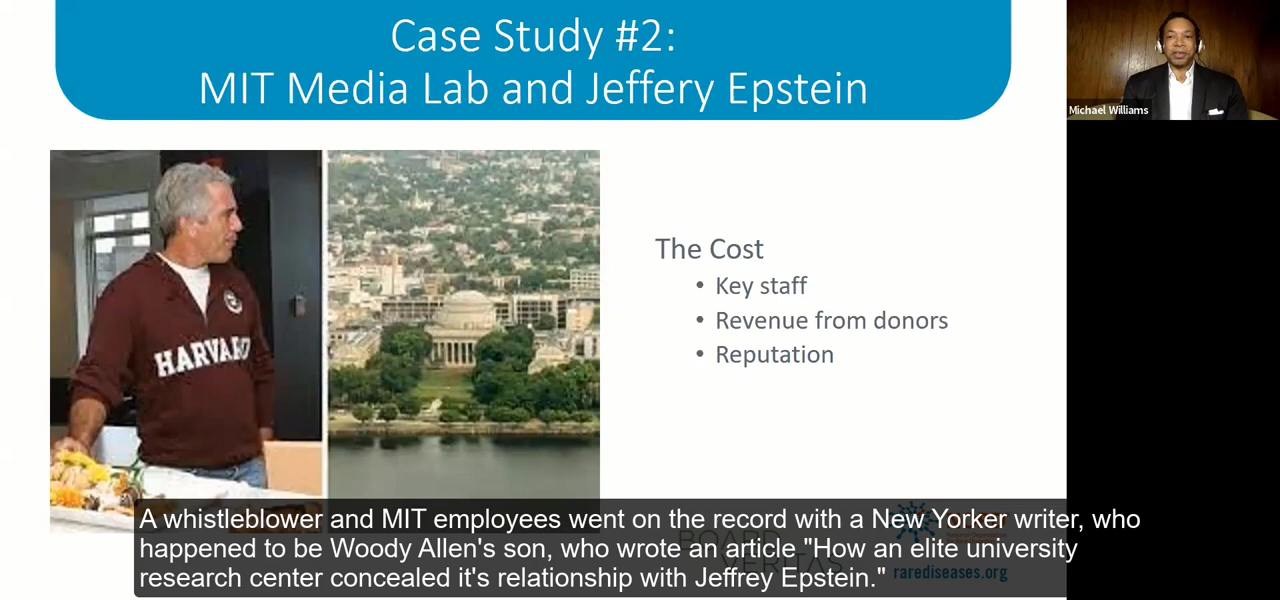 Case Study #2:
MIT Media Lab and Jeffery Epstein
Michael Williams
HARVARD
The Cost
• Key staff
• Revenue from donors
• Reputation
A whistleblower and MIT employees went on the record with a New Yorker writer, who
happened to be Woody Allen's son, who wrote an article "How an elite university
research center concealed it's relationship with Jeffrey Epstein."
BOARD
VERITAS
rarediseases.org